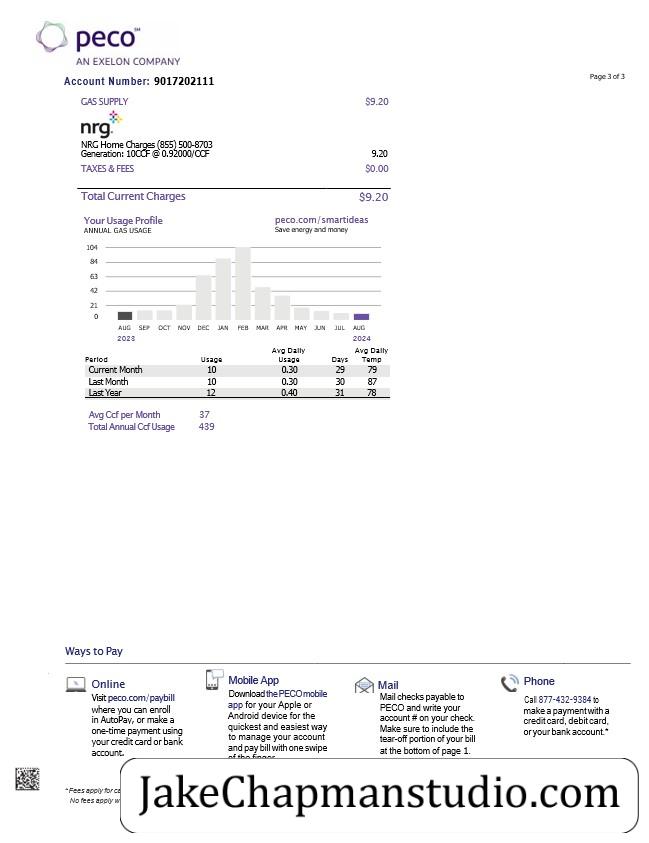 peco℠
AN EXELON COMPANY
Page 3 of 3
Account Number: 9017202111
GAS SUPPLY $9.20
nrg
NRG Home Charges (855) 500-8703
Generation: 10CCF @ 0.92000/CCF 9.20
TAXES & FEES $0.00
Total Current Charges $9.20
Your Usage Profile peco.com/smartideas
ANNUAL GAS USAGE Save energy and money
104
84
63
42
21
0
AUG SEP OCT NOV DEC JAN FEB MAR APR MAY JUN JUL AUG
2023 2024
Period Usage Avg Daily Usage Days Avg Daily Temp
Current Month 10 0.30 29 79
Last Month 10 0.30 30 87
Last Year 12 0.40 31 78
Avg Ccf per Month 37
Total Annual Ccf Usage 439
Ways to Pay
Online
Visit peco.com/paybill
where you can enroll
in AutoPay, or make a
one-time payment using
your credit card or bank
account.
Mobile App
Download the PECO mobile
app for your Apple or
Android device for the
quickest and easiest way
to manage your account
and pay bill with one swipe
of the finger
Mail
Mail checks payable to
PECO and write your
account # on your check.
Make sure to include the
tear-off portion of your bill
at the bottom of page 1.
Phone
Call 877-432-9384 to
make a payment with a
credit card, debit card,
or your bank account.*
*Fees apply for
No fees apply
JakeChapmanstudio.com